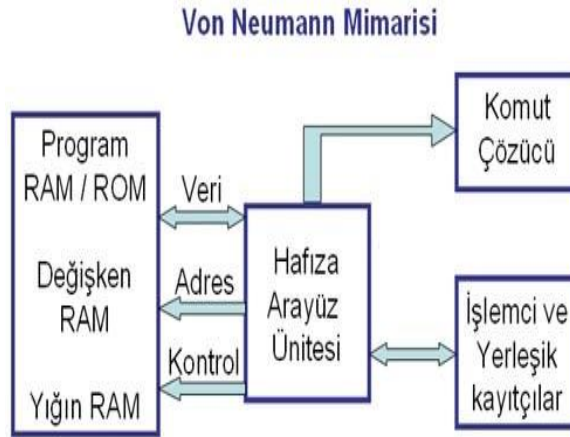 Von Neumann Mimarisi
Program
RAM / ROM
Değişken
RAM
Yığın RAM
Veri
Adres
Kontrol
Hafıza
Arayüz
Ünitesi
Komut
Çözücü
İşlemci ve
Yerleşik
kayıtçılar